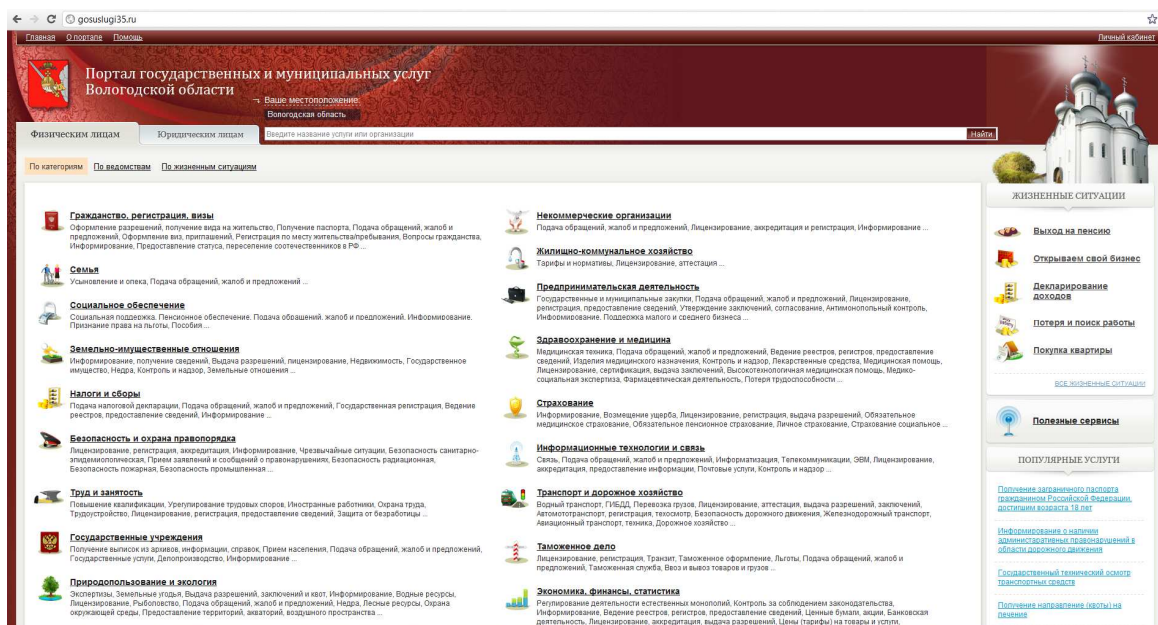 gosuslugi35.ru
Главная О портале Помощь
Личный кабинет
Портал государственных и муниципальных услуг
Вологодской области
Ваше местоположение:
Вологодская область
Физическим лицам
Юридическим лицам
Введите название услуги или организации
Найти
По категориям По ведомствам По жизненным ситуациям
Гражданство, регистрация, визы
Оформление разрешений, получение вида на жительство, Получение паспорта, Подача обращений, жалоб и
предложений, Оформление виз, приглашений, Регистрация по месту жительства/пребывания, Вопросы гражданства,
Информирование, Предоставление статуса, переселение соотечественников в РФ ...
Семья
Усыновление и опека, Подача обращений, жалоб и предложений ...
Социальное обеспечение
Социальная поддержка. Пенсионное обеспечение. Подача обращений. жалоб и предложений. Информирование.
Признание права на льготы, Пособия ...
Земельно-имущественные отношения
Информирование, получение сведений, Выдача разрешений, лицензирование, Недвижимость, Государственное
имущество, Недра, Контроль и надзор, Земельные отношения ...
Налоги и сборы
Подача налоговой декларации, Подача обращений, жалоб и предложений, Государственная регистрация, Ведение
реестров, предоставление сведений, Информирование ...
Безопасность и охрана правопорядка
Лицензирование, регистрация, аккредитация, Информирование, Чрезвычайные ситуации, Безопасность санитарно-
эпидемиологическая, Прием заявлений и сообщений о правонарушениях, Безопасность радиационная,
Безопасность пожарная, Безопасность промышленная ...
Труд и занятость
Повышение квалификации, Урегулирование трудовых споров, Иностранные работники, Охрана труда,
Трудоустройство, Лицензирование, регистрация, предоставление сведений, Защита от безработицы ...
Государственные учреждения
Получение выписок из архивов, информации, справок, Прием населения, Подача обращений, жалоб и предложений,
Государственные услуги, Делопроизводство, Информирование ...
Природопользование и экология
Экспертизы, Земельные угодья, Выдача разрешений, заключений и квот, Информирование, Водные ресурсы,
Лицензирование, Рыболовство, Подача обращений, жалоб и предложений, Недра, Лесные ресурсы, Охрана
окружающей среды, Предоставление территорий, акваторий, воздушного пространства ...
Некоммерческие организации
Подача обращений, жалоб и предложений, Лицензирование, аккредитация и регистрация, Информирование ...
Жилищно-коммунальное хозяйство
Тарифы и нормативы, Лицензирование, аттестация ...
Предпринимательская деятельность
Государственные и муниципальные закупки, Подача обращений, жалоб и предложений, Лицензирование,
регистрация, предоставление сведений, Утверждение заключений, согласование, Антимонопольный контроль,
Информирование. Поддержка малого и среднего бизнеса ...
Здравоохранение и медицина
Медицинская техника, Подача обращений, жалоб и предложений, Ведение реестров, регистров, предоставление
сведений, Изделия медицинского назначения, Контроль и надзор, Лекарственные средства, Медицинская помощь,
Лицензирование, сертификация, выдача заключений, Высокотехнологичная медицинская помощь, Медико-
социальная экспертиза, Фармацевтическая деятельность, Потеря трудоспособности ...
Страхование
Информирование, Возмещение ущерба, Лицензирование, регистрация, выдача разрешений, Обязательное
медицинское страхование, Обязательное пенсионное страхование, Личное страхование, Страхование социальное ...
Информационные технологии и связь
Связь, Подача обращений, жалоб и предложений, Информатизация, Телекоммуникации, ЭВМ, Лицензирование,
аккредитация, предоставление информации, Почтовые услуги, Контроль и надзор ...
Транспорт и дорожное хозяйство
Водный транспорт, ГИБДД, Перевозка грузов, Лицензирование, аттестация, выдача разрешений, заключений,
Автомототранспорт, регистрация, техосмотр, Безопасность дорожного движения, Железнодорожный транспорт,
Авиационный транспорт, техника, Дорожное хозяйство ...
Таможенное дело
Лицензирование, регистрация, Транзит, Таможенное оформление, Льготы, Подача обращений, жалоб и
предложений, Таможенная служба, Ввоз и вывоз товаров и грузов ...
Экономика, финансы, статистика
Регулирование деятельности естественных монополий, Контроль за соблюдением законодательства,
Информирование, Ведение реестров, регистров, предоставление сведений, Ценные бумаги, акции, Банковская
деятельность, Лицензирование, аккредитация, выдача разрешений, Цены (тарифы) на товары и услуги,
ЖИЗНЕННЫЕ СИТУАЦИИ
Выход на пенсию
Открываем свой бизнес
Декларирование
доходов
Потеря и поиск работы
Покупка квартиры
ВСЕ ЖИЗНЕННЫЕ СИТУАЦИИ
Полезные сервисы
ПОПУЛЯРНЫЕ УСЛУГИ
Получение заграничного паспорта
гражданином Российской Федерации,
достигшим возраста 18 лет
Информирование о наличии
административных правонарушений в
области дорожного движения
Государственный технический осмотр
транспортных средств
Получение направление (квоты) на
лечение